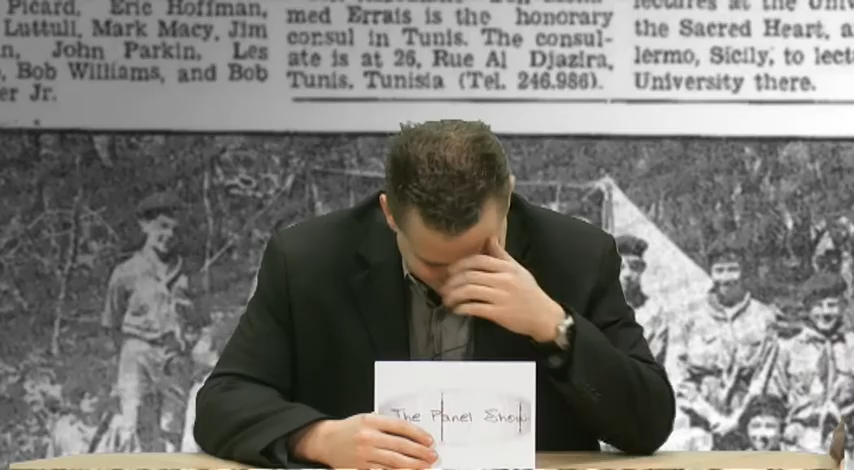 Picard, Eric Hoffman,
Luttull, Mark Macy, Jim
n, John Parkin, Les
, Bob Williams, and Bob
er Jr.
med Errais is the honorary
consul in Tunis. The consul-
ate is at 26, Rue Al Djazira,
Tunis, Tunisia (Tel. 246.986).
lectures at the Univ
the Sacred Heart, a
lermo, Sicily, to lect
University there.
The Panel Show